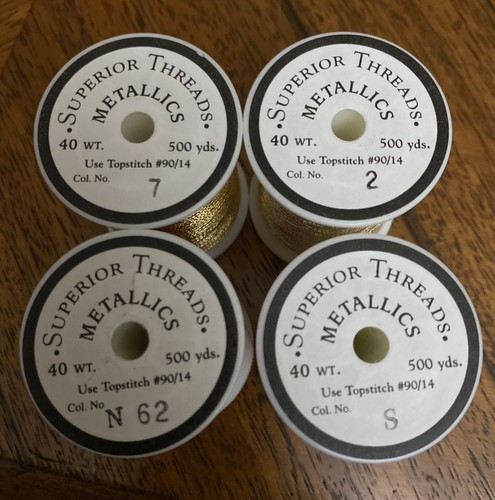 • SUPERIOR THREADS •
METALLICS
40 WT. 500 yds.
Use Topstitch #90/14
Col. No. 7
• SUPERIOR THREADS •
METALLICS
40 WT. 500 yds.
Use Topstitch #90/14
Col. No. 2
• SUPERIOR THREADS •
METALLICS
40 WT. 500 yds.
Use Topstitch #90/14
Col. No N 62
• SUPERIOR THREADS •
METALLICS
40 WT. 500 yds.
Use Topstitch #90/14
Col. No. S